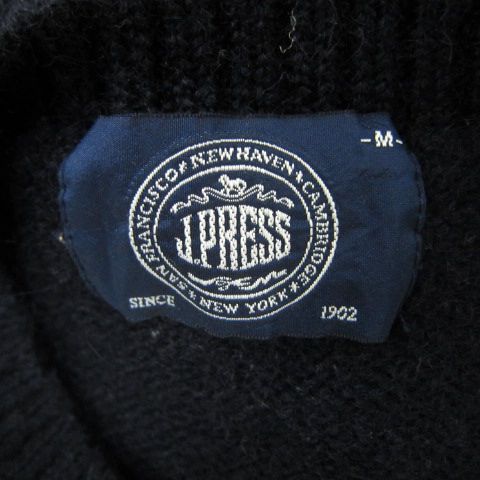 -M-
SAN FRANCISCO * NEW HAVEN * CAMBRIDGE * NEW YORK *
J.PRESS
SINCE 1902